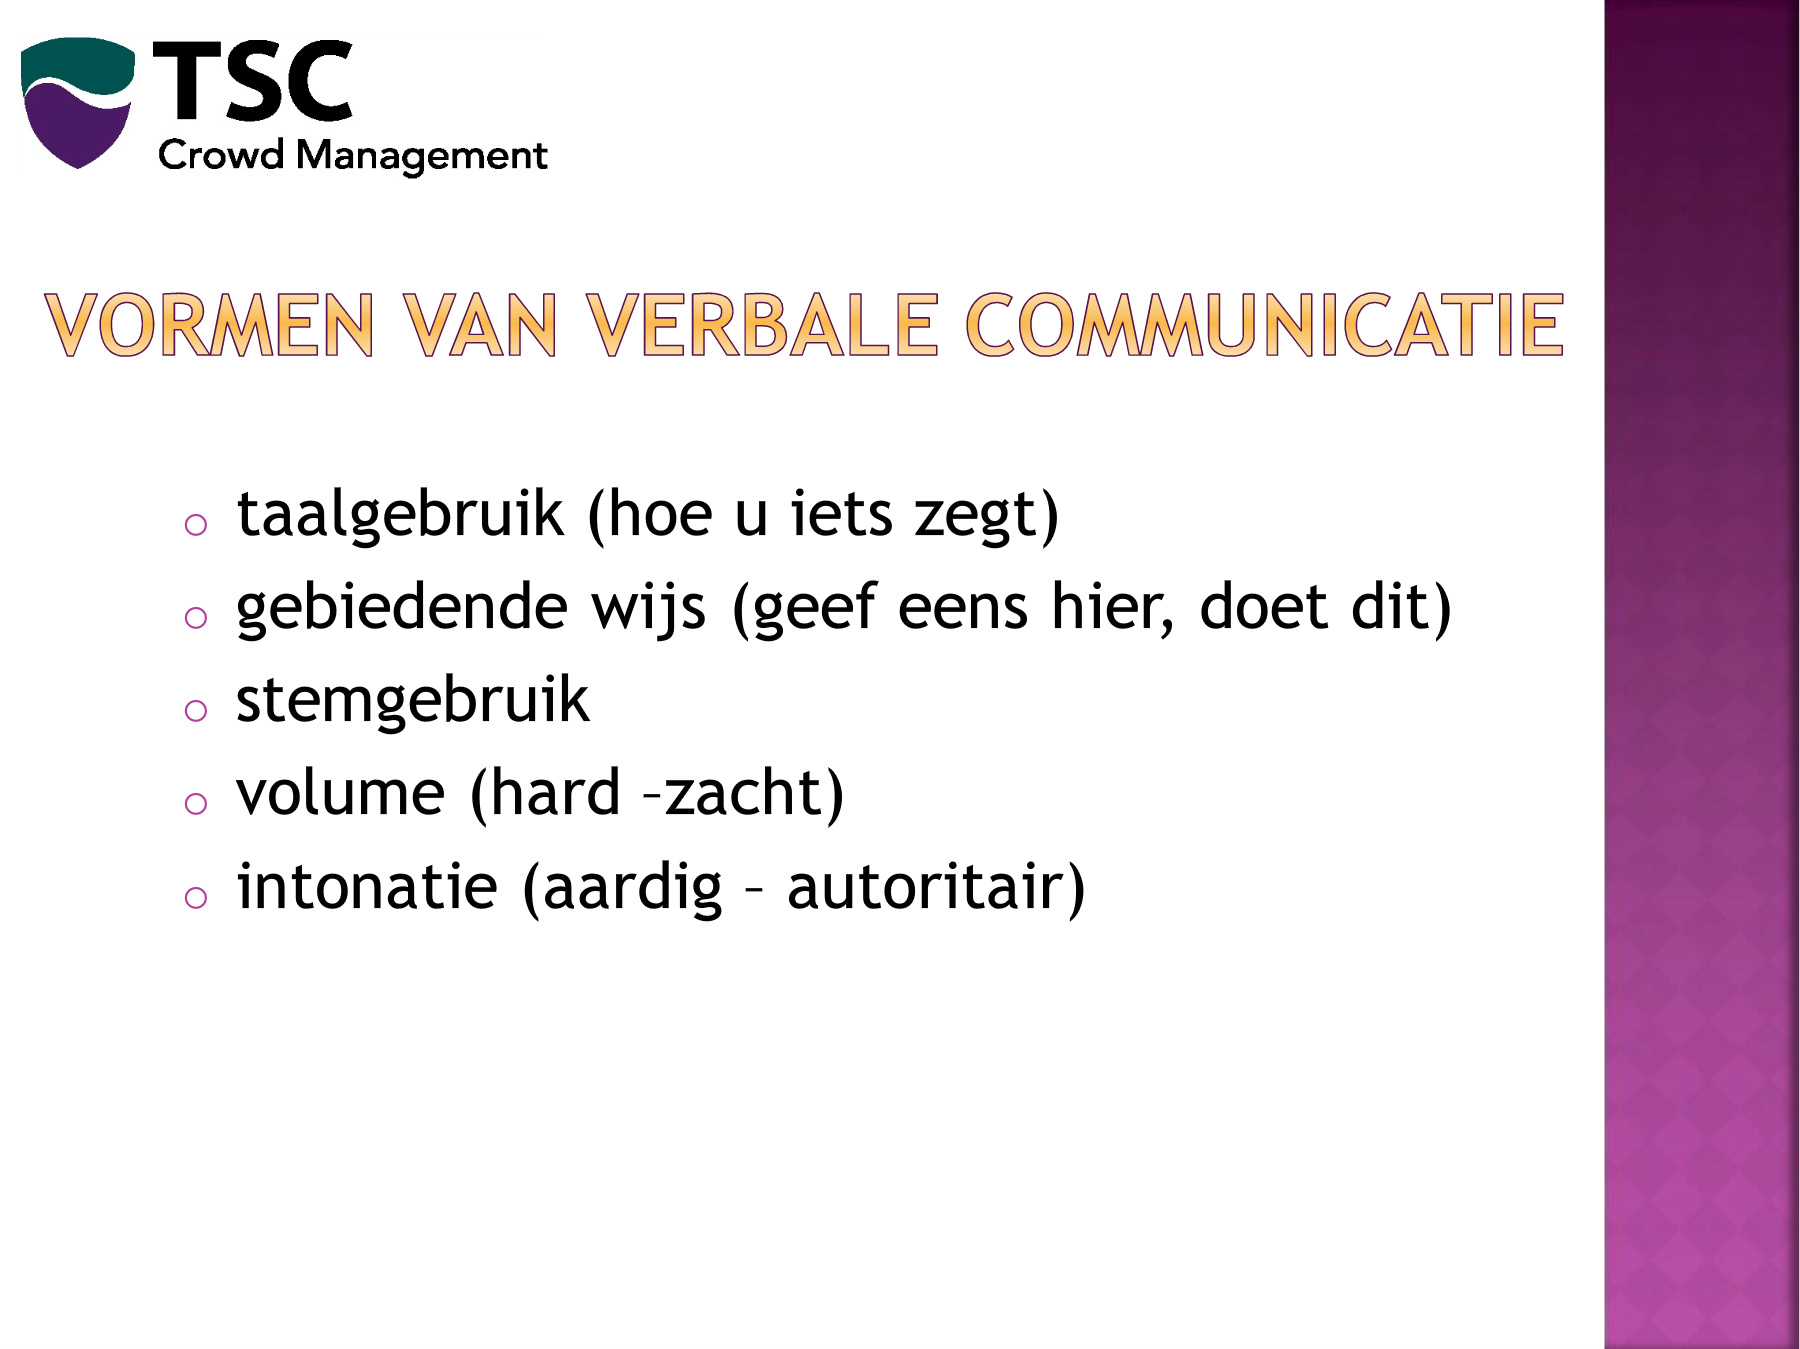 TSC
Crowd Management
VORMEN VAN VERBALE COMMUNICATIE
o taalgebruik (hoe u iets zegt)
o gebiedende wijs (geef eens hier, doet dit)
o stemgebruik
o volume (hard –zacht)
o intonatie (aardig – autoritair)